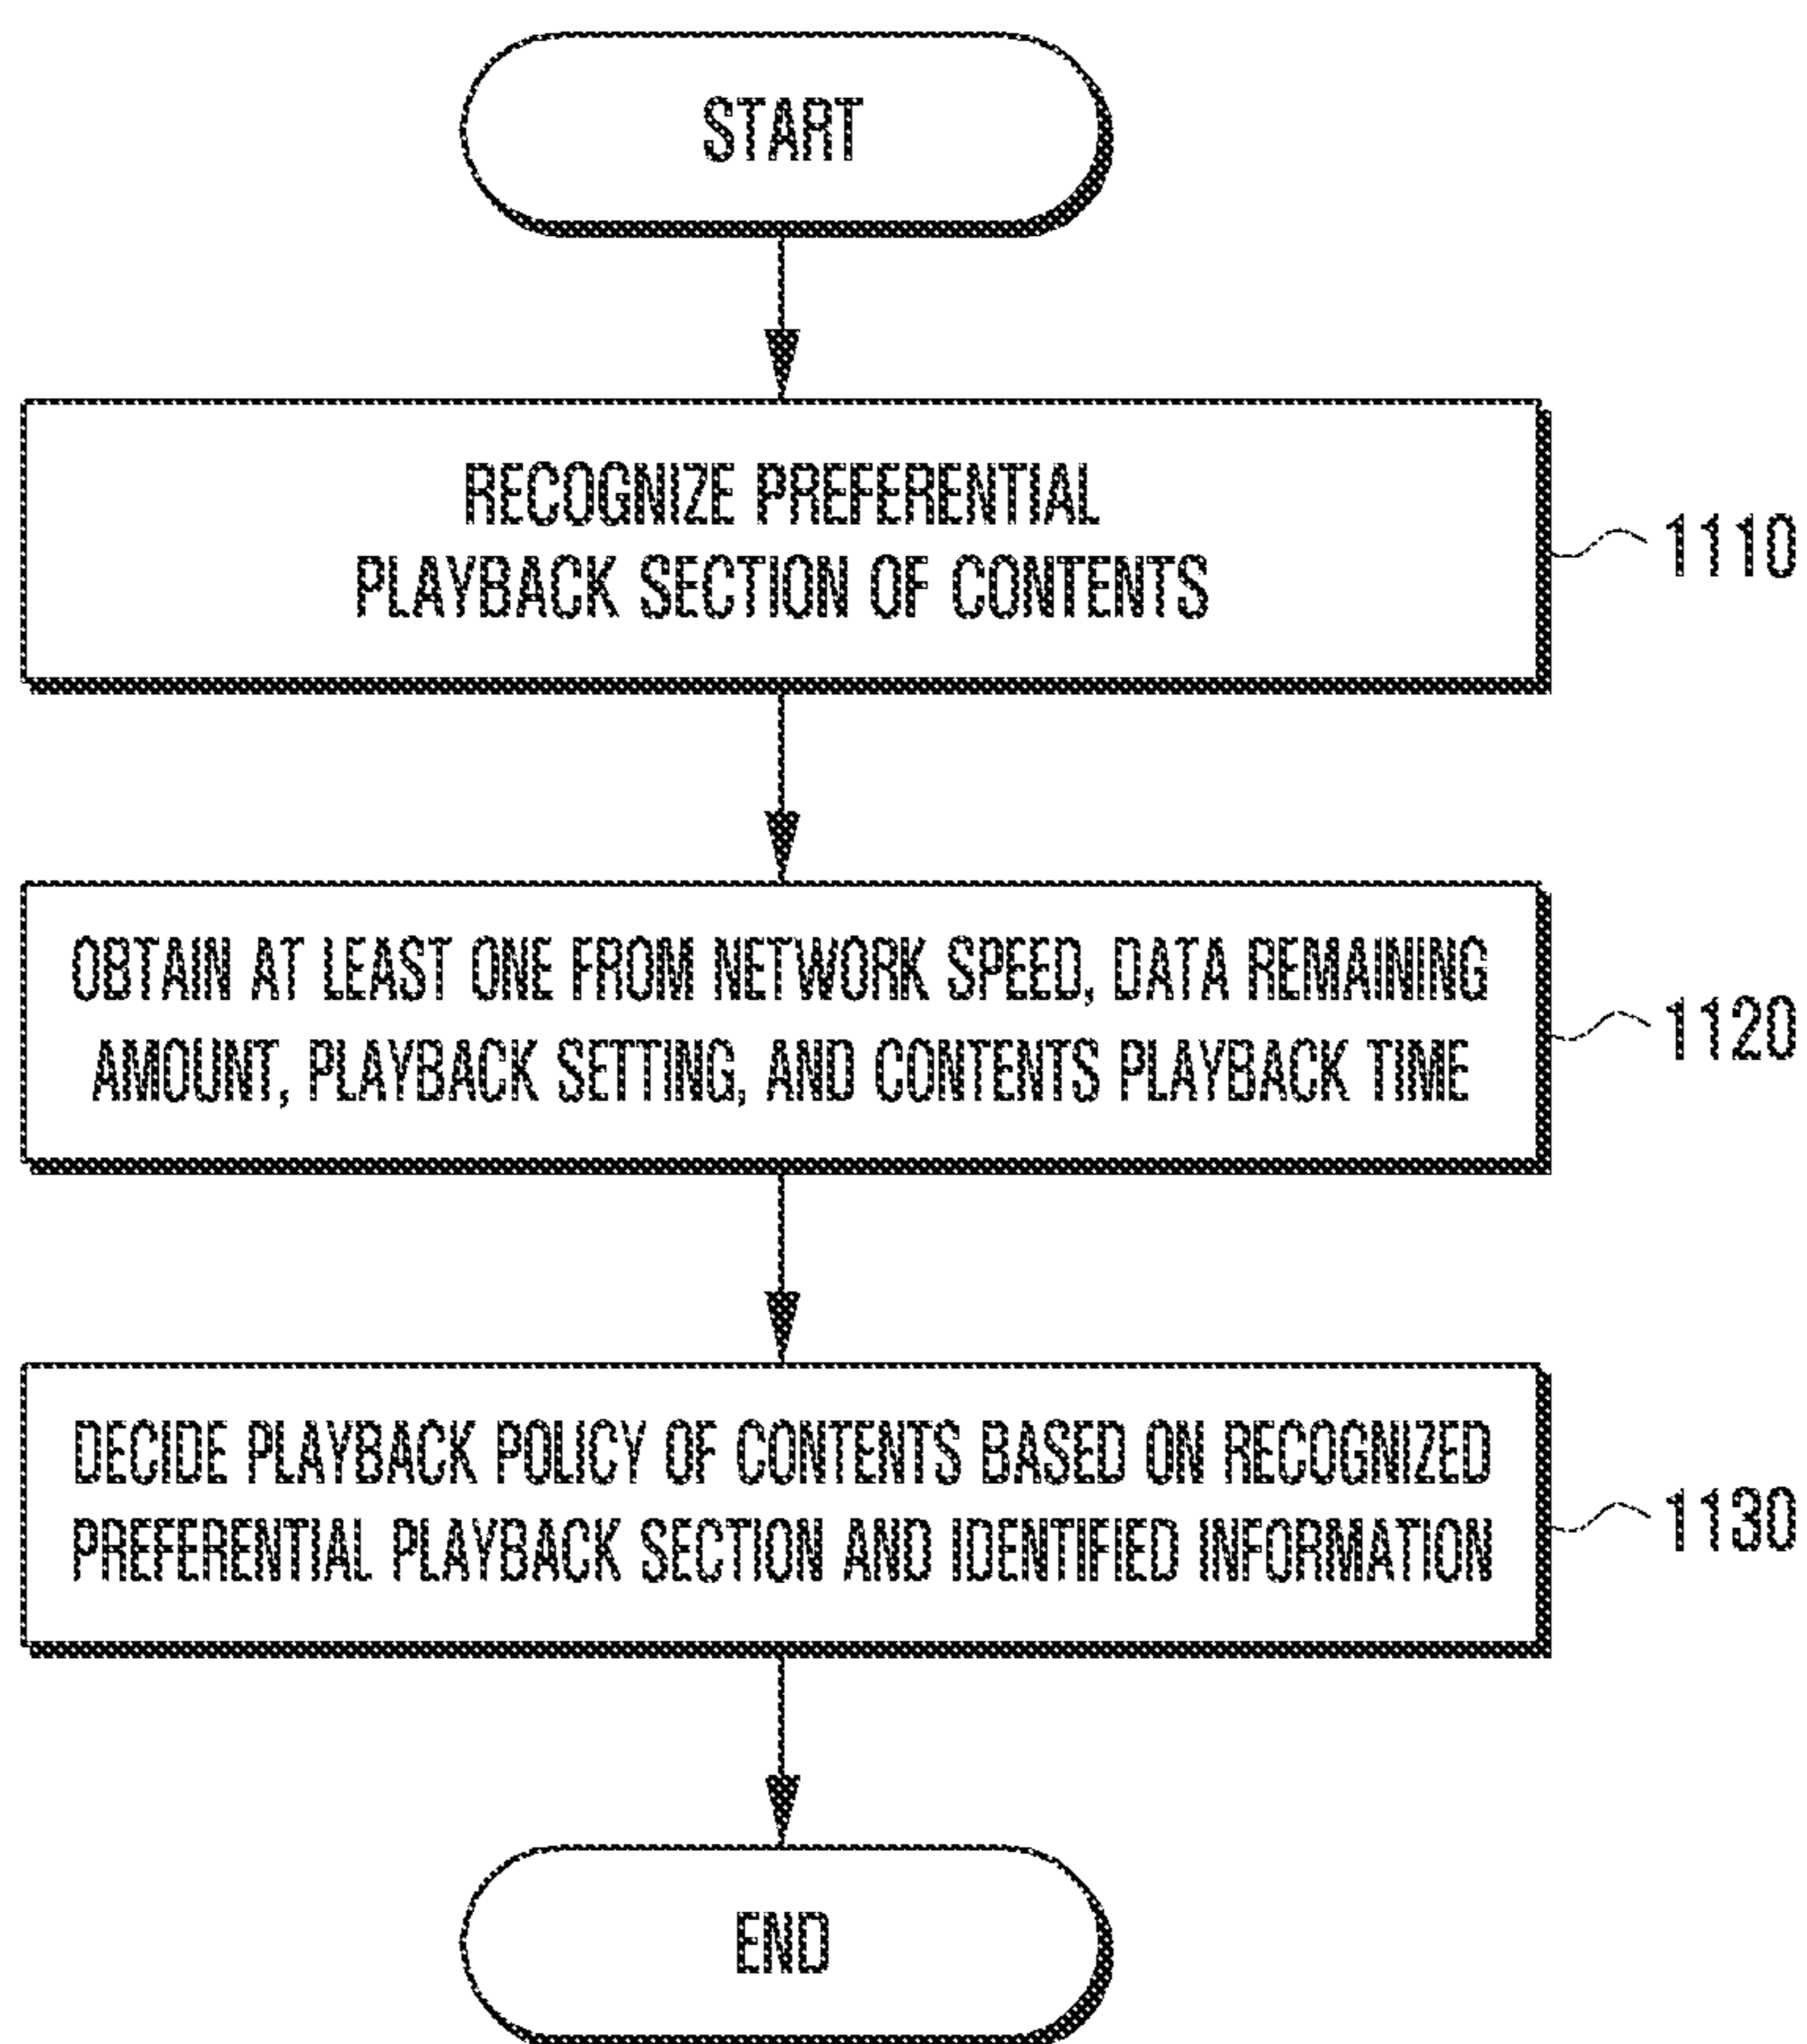 START
RECOGNIZE PREFERENTIAL
PLAYBACK SECTION OF CONTENTS
1110
OBTAIN AT LEAST ONE FROM NETWORK SPEED, DATA REMAINING
AMOUNT, PLAYBACK SETTING, AND CONTENTS PLAYBACK TIME
1120
DECIDE PLAYBACK POLICY OF CONTENTS BASED ON RECOGNIZED
PREFERENTIAL PLAYBACK SECTION AND IDENTIFIED INFORMATION
1130
END